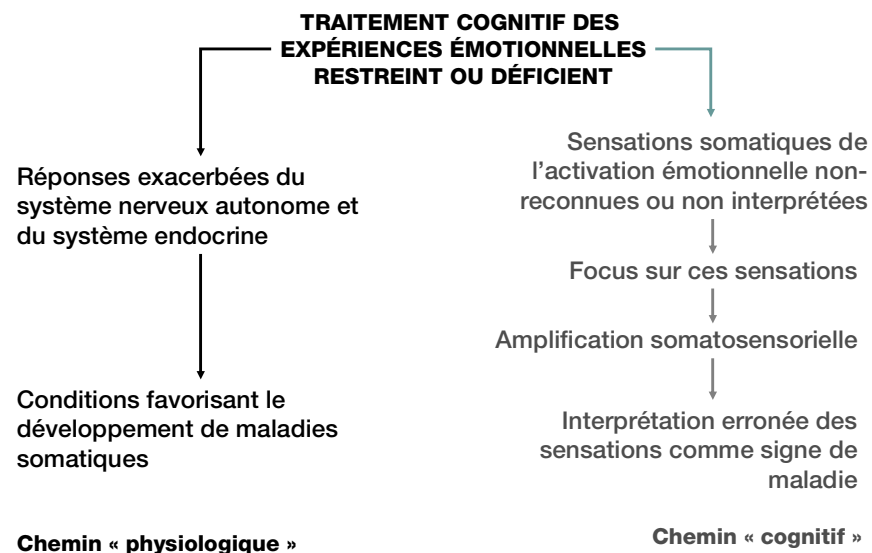 TRAITEMENT COGNITIF DES
EXPÉRIENCES ÉMOTIONNELLES
RESTREINT OU DÉFICIENT
Réponses exacerbées du
système nerveux autonome et
du système endocrine
Conditions favorisant le
développement de maladies
somatiques
Chemin « physiologique »
Sensations somatiques de
l'activation émotionnelle non-
reconnues ou non interprétées
Focus sur ces sensations
Amplification somatosensorielle
Interprétation erronée des
sensations comme signe de
maladie
Chemin « cognitif »